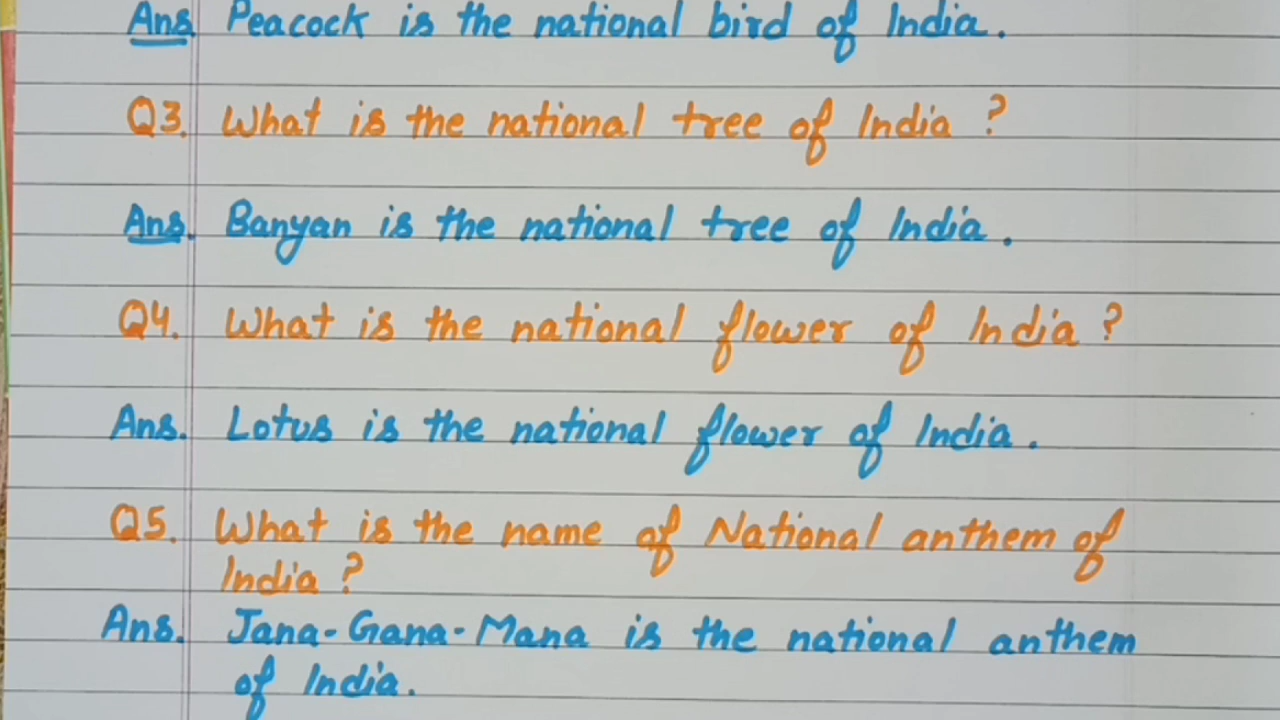 Ans. Peacock is the national bird of India.
Q3. What is the national tree of India ?
Ans. Banyan is the national tree of India.
Q4. What is the national flower of India ?
Ans. Lotus is the national flower of India.
Q5. What is the name of National anthem of
India ?
Ans. Jana-Gana-Mana is the national anthem
of India.